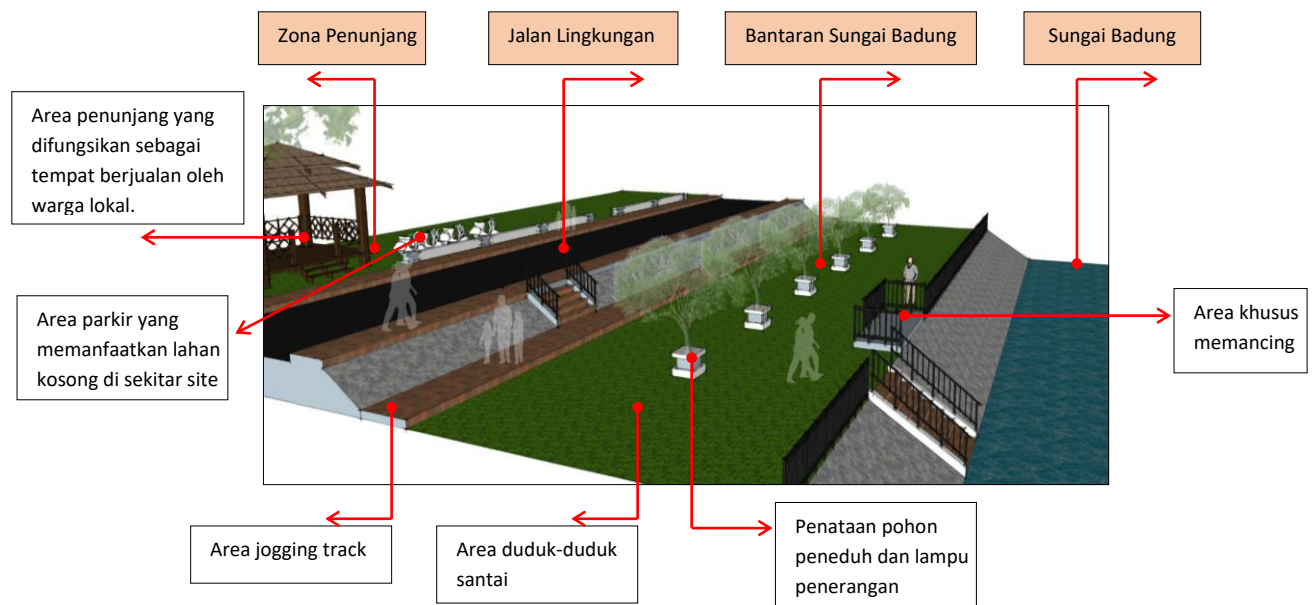 Zona Penunjang
Jalan Lingkungan
Bantaran Sungai Badung
Sungai Badung
Area penunjang yang
difungsikan sebagai
tempat berjualan oleh
warga lokal.
Area parkir yang
memanfaatkan lahan
kosong di sekitar site
Area khusus
memancing
Area jogging track
Area duduk-duduk
santai
Penataan pohon
peneduh dan lampu
penerangan